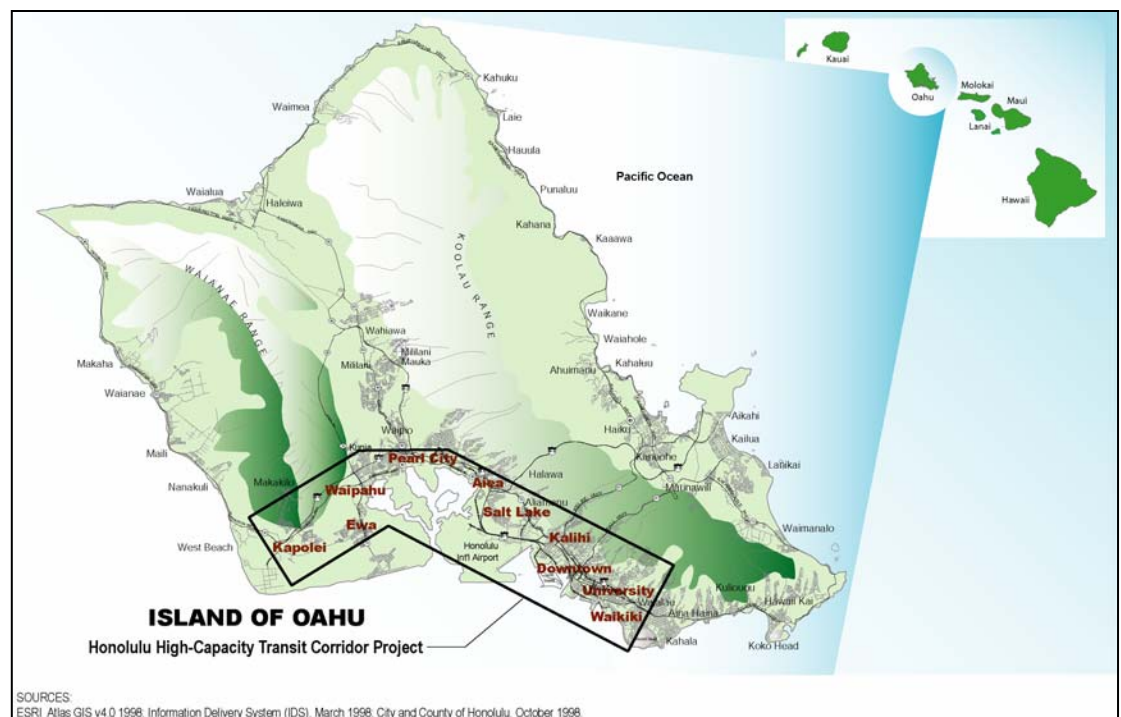 Kauai
Oahu
Molokai
Maui
Lanai
Hawaii
Pacific Ocean
Kahuku
Waimea
Laie
Hauula
Punaluu
Waialua
Haleiwa
Kahana
Kaaawa
KOOLAU RANGE
WAIANAE RANGE
Waikane
Wahiawa
Waiahole
Mililani
Mauka
Kahaluu
Makaha
Mililani
Ahuimanu
Waianae
Aikahi
Waipio
Haiku
Kailua
Kunia
Maili
Pearl City
Halawa
Kaneohe
Lanikai
Nanakuli
Makakilo
Waipahu
Aiea
Maunawili
Aliamanu
Salt Lake
Ewa
Waimanalo
West Beach
Kapolei
Kalihi
Honolulu
Int'l Airport
Downtown
University
Kuliouou
Waikiki
Waialae
Aina Haina
Hawaii Kai
Kahala
Koko Head
ISLAND OF OAHU
Honolulu High-Capacity Transit Corridor Project
SOURCES:
ESRI, Atlas GIS v4.0 1998; Information Delivery System (IDS), March 1998; City and County of Honolulu, October 1998.